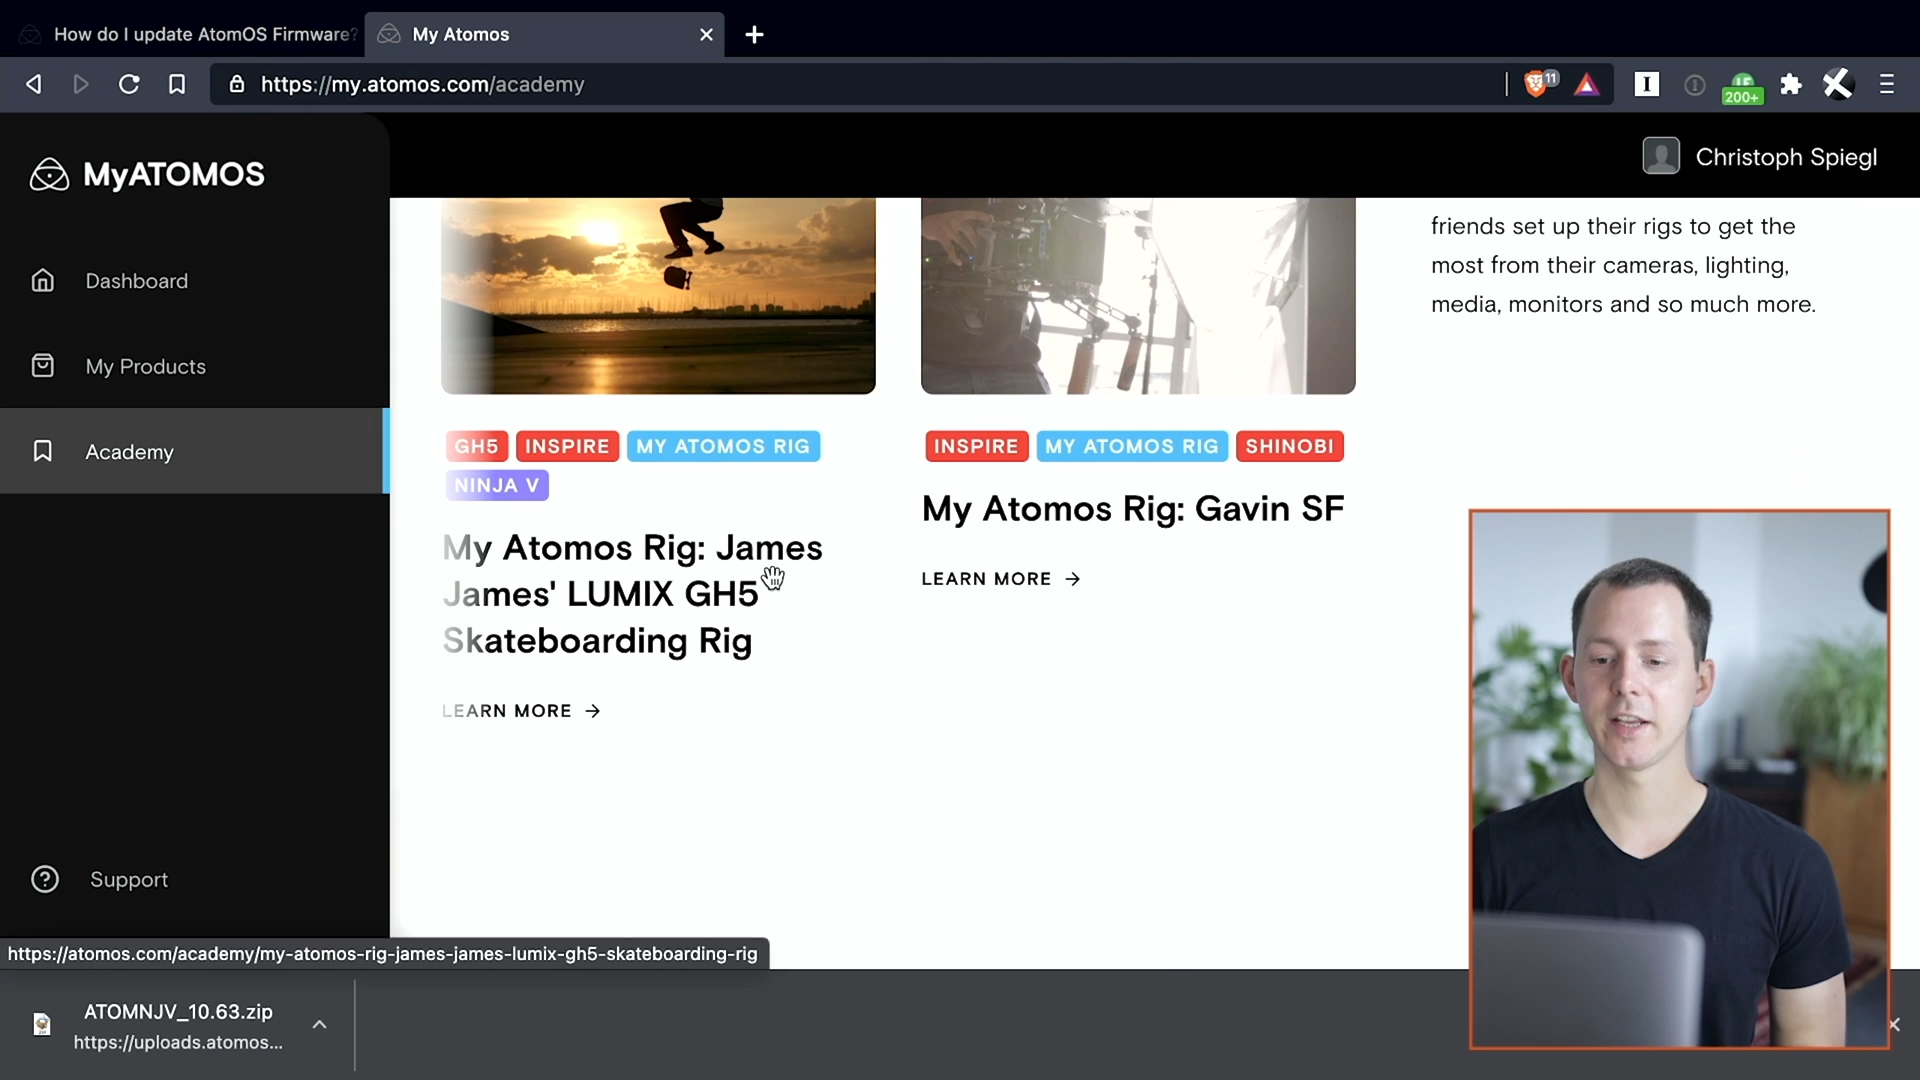 How do I update AtomOS Firmware?
My Atomos
https://my.atomos.com/academy
11
I
200+
MyATOMOS
Christoph Spiegl
Dashboard
My Products
Academy
Support
friends set up their rigs to get the
most from their cameras, lighting,
media, monitors and so much more.
GH5 INSPIRE MY ATOMOS RIG
NINJA V
My Atomos Rig: James
James' LUMIX GH5
Skateboarding Rig
LEARN MORE →
INSPIRE MY ATOMOS RIG SHINOBI
My Atomos Rig: Gavin SF
LEARN MORE →
https://atomos.com/academy/my-atomos-rig-james-james-lumix-gh5-skateboarding-rig
ATOMNJV_10.63.zip
https://uploads.atomos...